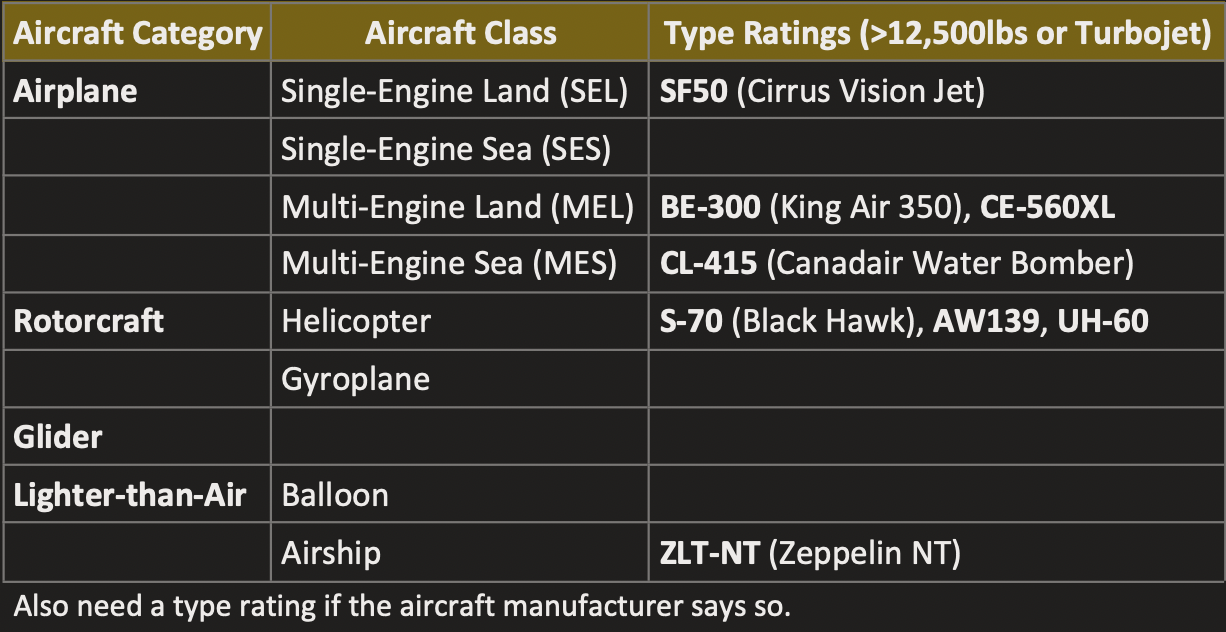 Aircraft Category Aircraft Class Type Ratings (>12,500lbs or Turbojet)
Airplane Single-Engine Land (SEL) SF50 (Cirrus Vision Jet)
Single-Engine Sea (SES)
Multi-Engine Land (MEL) BE-300 (King Air 350), CE-560XL
Multi-Engine Sea (MES) CL-415 (Canadair Water Bomber)
Rotorcraft Helicopter S-70 (Black Hawk), AW139, UH-60
Gyroplane
Glider
Lighter-than-Air Balloon
Airship ZLT-NT (Zeppelin NT)
Also need a type rating if the aircraft manufacturer says so.